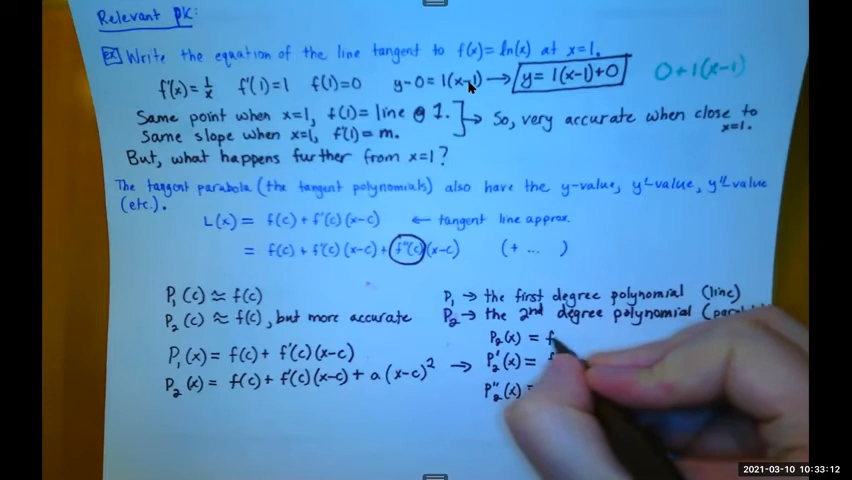 Relevant PK:
ex Write the equation of the line tangent to f(x)= ln(x) at x=1.
f'(x)= 1/x f'(1)=1 f(1)=0 y-0=1(x-1) → y= 1(x-1)+0 0+1(x-1)
Same point when x=1, f(1)= line @ 1.
Same slope when x=1, f'(1)=m.
So, very accurate when close to x=1.
But, what happens further from x=1?
The tangent parabola (the tangent polynomials) also have the y-value, y'-value, y"-value
(etc.).
L(x) = f(c) + f'(c)(x-c) ← tangent line approx.
= f(c) + f'(c)(x-c) + f"(c)(x-c) (+ ... )
P₁(c) ≈ f(c)
P₂(c) ≈ f(c), but more accurate
P₁ → the first degree polynomial (line)
P₂ → the 2nd degree polynomial
P₁(x) = f(c) + f'(c)(x-c)
P₂(x) = f(c) + f'(c)(x-c) + a(x-c)² →
P₂(x) = f
P₂'(x) =
P₂"(x) =
2021-03-10 10:33:12